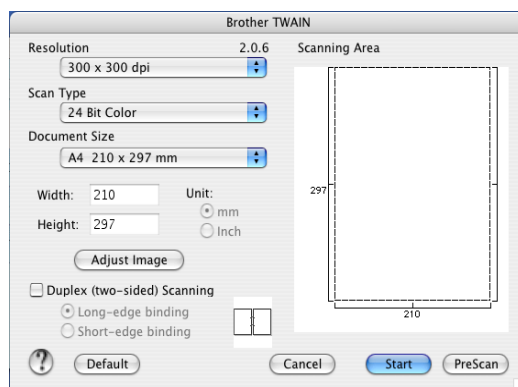 Brother TWAIN
Resolution 2.0.6
300 x 300 dpi
Scan Type
24 Bit Color
Document Size
A4 210 x 297 mm
Width: 210 Unit:
mm
Height: 297
Inch
Adjust Image
Duplex (two-sided) Scanning
Long-edge binding
Short-edge binding
Scanning Area
297
210
? Default Cancel Start PreScan